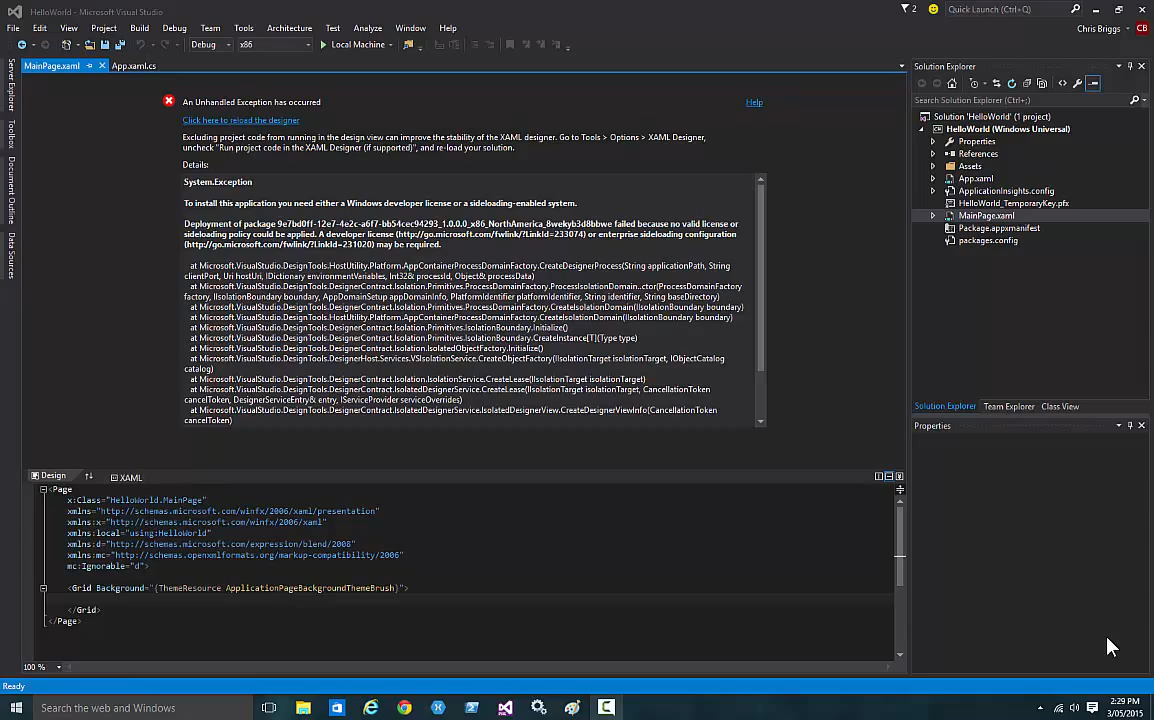 HelloWorld - Microsoft Visual Studio
2
Quick Launch (Ctrl+Q)
File Edit View Project Build Debug Team Tools Architecture Test Analyze Window Help
Chris Briggs CB
Debug x86 Local Machine
MainPage.xaml App.xaml.cs
Server Explorer
Toolbox
Document Outline
Data Sources
An Unhandled Exception has occurred
Help
Click here to reload the designer
Excluding project code from running in the design view can improve the stability of the XAML designer. Go to Tools > Options > XAML Designer,
uncheck "Run project code in the XAML Designer (if supported)", and re-load your solution.
Details:
System.Exception
To install this application you need either a Windows developer license or a sideloading-enabled system.
Deployment of package 9e7bd0ff-12e7-4e2c-a6f7-bb54cec94293_1.0.0.0_x86_NorthAmerica_8wekyb3d8bbwe failed because no valid license or
sideloading policy could be applied. A developer license (http://go.microsoft.com/fwlink/?LinkId=233074) or enterprise sideloading configuration
(http://go.microsoft.com/fwlink/?LinkId=231020) may be required.
at Microsoft.VisualStudio.DesignTools.HostUtility.Platform.AppContainerProcessDomainFactory.CreateDesignerProcess(String applicationPath, String
clientPort, Uri hostUri, IDictionary environmentVariables, Int32& processId, Object& processData)
at Microsoft.VisualStudio.DesignTools.DesignerContract.Isolation.Primitives.ProcessDomainFactory.ProcessIsolationDomain..ctor(ProcessDomainFactory
factory, IIsolationBoundary boundary, AppDomainSetup appDomainInfo, PlatformIdentifier platformIdentifier, String identifier, String baseDirectory)
at Microsoft.VisualStudio.DesignTools.DesignerContract.Isolation.Primitives.ProcessDomainFactory.CreateIsolationDomain(IIsolationBoundary boundary)
at Microsoft.VisualStudio.DesignTools.HostUtility.Platform.AppContainerProcessDomainFactory.CreateIsolationDomain(IIsolationBoundary boundary)
at Microsoft.VisualStudio.DesignTools.DesignerContract.Isolation.Primitives.IsolationBoundary.Initialize()
at Microsoft.VisualStudio.DesignTools.DesignerContract.Isolation.Primitives.IsolationBoundary.CreateInstance[T](Type type)
at Microsoft.VisualStudio.DesignTools.DesignerContract.Isolation.IsolatedObjectFactory.Initialize()
at Microsoft.VisualStudio.DesignTools.DesignerHost.Services.VSIsolationService.CreateObjectFactory(IIsolationTarget isolationTarget, IObjectCatalog
catalog)
at Microsoft.VisualStudio.DesignTools.DesignerContract.Isolation.IsolationService.CreateLease(IIsolationTarget isolationTarget)
at Microsoft.VisualStudio.DesignTools.DesignerContract.IsolatedDesignerService.CreateLease(IIsolationTarget isolationTarget, CancellationToken
cancelToken, DesignerServiceEntry& entry, IServiceProvider serviceOverrides)
at Microsoft.VisualStudio.DesignTools.DesignerContract.IsolatedDesignerService.IsolatedDesignerView.CreateDesignerViewInfo(CancellationToken
cancelToken)
Design XAML
<Page
x:Class="HelloWorld.MainPage"
xmlns="http://schemas.microsoft.com/winfx/2006/xaml/presentation"
xmlns:x="http://schemas.microsoft.com/winfx/2006/xaml"
xmlns:local="using:HelloWorld"
xmlns:d="http://schemas.microsoft.com/expression/blend/2008"
xmlns:mc="http://schemas.openxmlformats.org/markup-compatibility/2006"
mc:Ignorable="d">
<Grid Background="{ThemeResource ApplicationPageBackgroundThemeBrush}">
</Grid>
</Page>
100 %
Solution Explorer
Search Solution Explorer (Ctrl+;)
Solution 'HelloWorld' (1 project)
HelloWorld (Windows Universal)
Properties
References
Assets
App.xaml
ApplicationInsights.config
HelloWorld_TemporaryKey.pfx
MainPage.xaml
Package.appxmanifest
packages.config
Solution Explorer Team Explorer Class View
Properties
Ready
Search the web and Windows
2:29 PM
3/05/2015